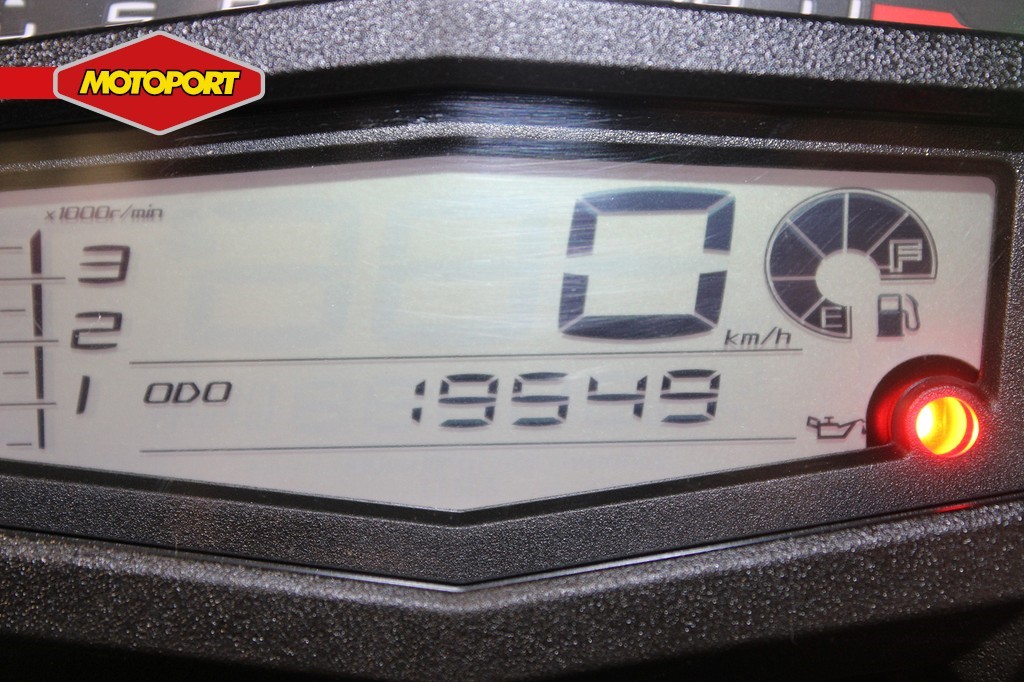 MOTOPORT
x1000r/min
3
2
1
0
km/h
F
E
ODO 19549